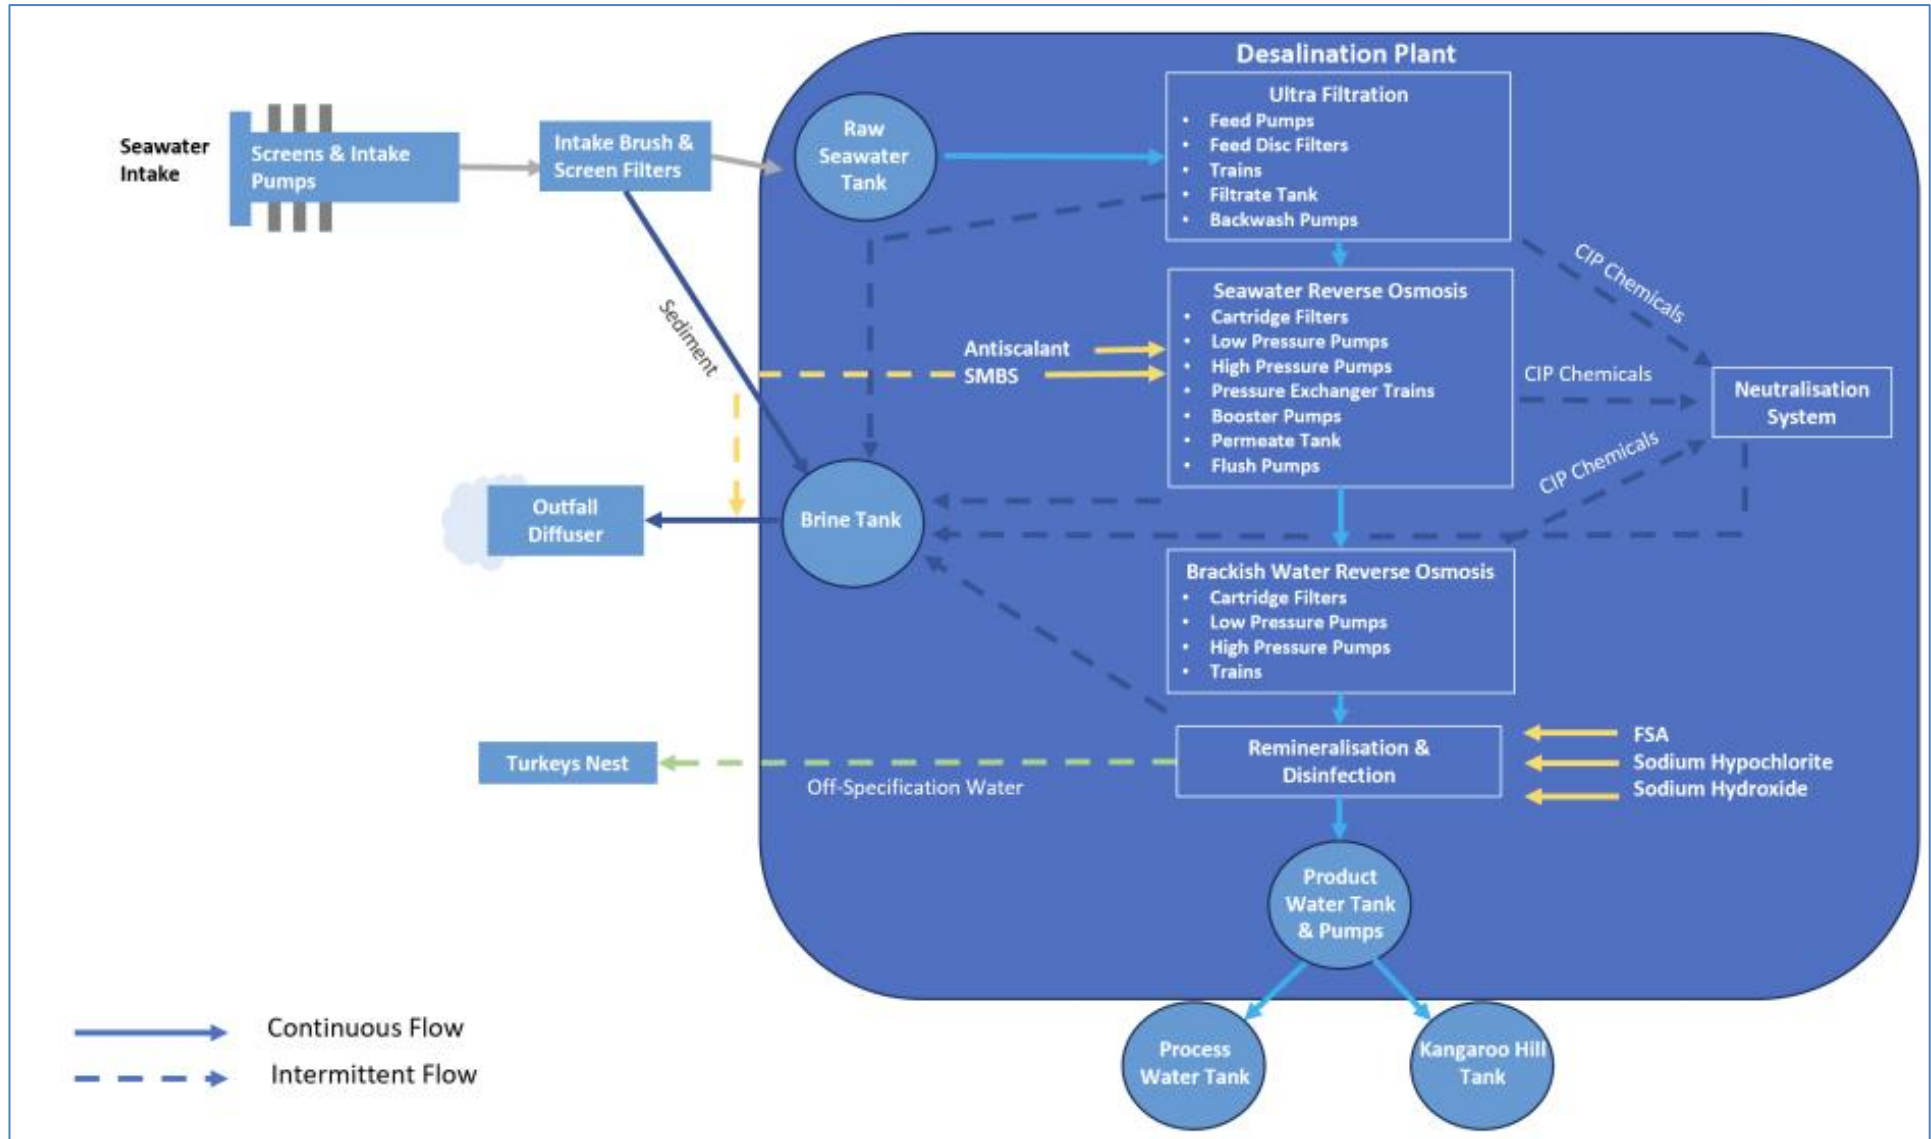 Desalination Plant
Seawater
Intake
Screens & Intake
Pumps
Intake Brush &
Screen Filters
Raw
Seawater
Tank
Ultra Filtration
• Feed Pumps
• Feed Disc Filters
• Trains
• Filtrate Tank
• Backwash Pumps
CIP Chemicals
Sediment
Antiscalant
SMBS
Seawater Reverse Osmosis
• Cartridge Filters
• Low Pressure Pumps
• High Pressure Pumps
• Pressure Exchanger Trains
• Booster Pumps
• Permeate Tank
• Flush Pumps
CIP Chemicals
Neutralisation
System
CIP Chemicals
Outfall
Diffuser
Brine Tank
Brackish Water Reverse Osmosis
• Cartridge Filters
• Low Pressure Pumps
• High Pressure Pumps
• Trains
Turkeys Nest
Off-Specification Water
Remineralisation &
Disinfection
FSA
Sodium Hypochlorite
Sodium Hydroxide
Product
Water Tank
& Pumps
Process
Water Tank
Kangaroo Hill
Tank
Continuous Flow
Intermittent Flow